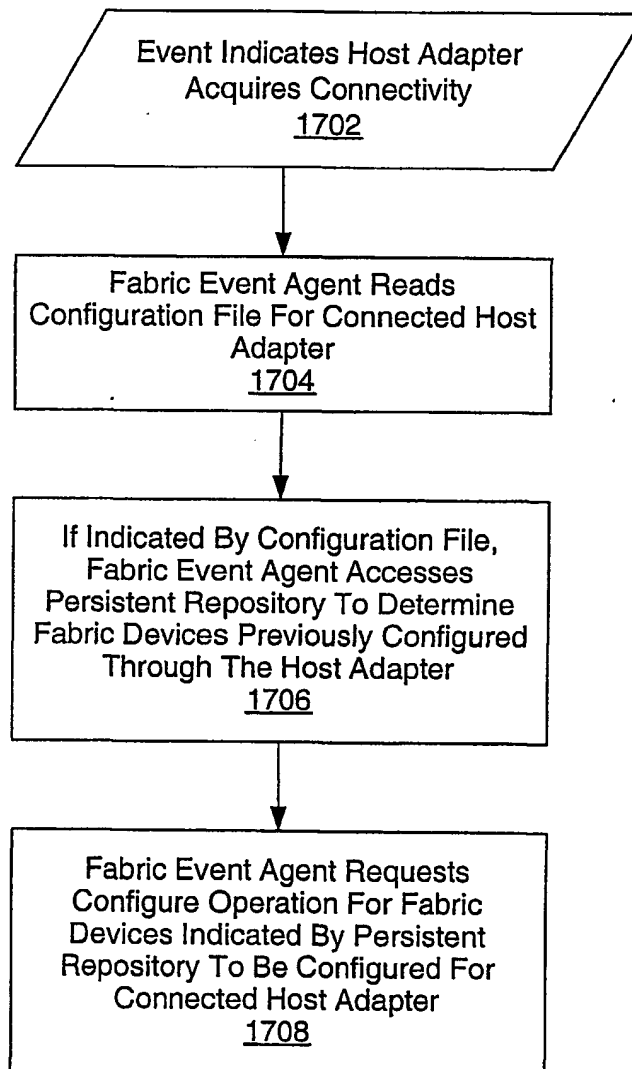 Event Indicates Host Adapter
Acquires Connectivity
1702
Fabric Event Agent Reads
Configuration File For Connected Host
Adapter
1704
If Indicated By Configuration File,
Fabric Event Agent Accesses
Persistent Repository To Determine
Fabric Devices Previously Configured
Through The Host Adapter
1706
Fabric Event Agent Requests
Configure Operation For Fabric
Devices Indicated By Persistent
Repository To Be Configured For
Connected Host Adapter
1708